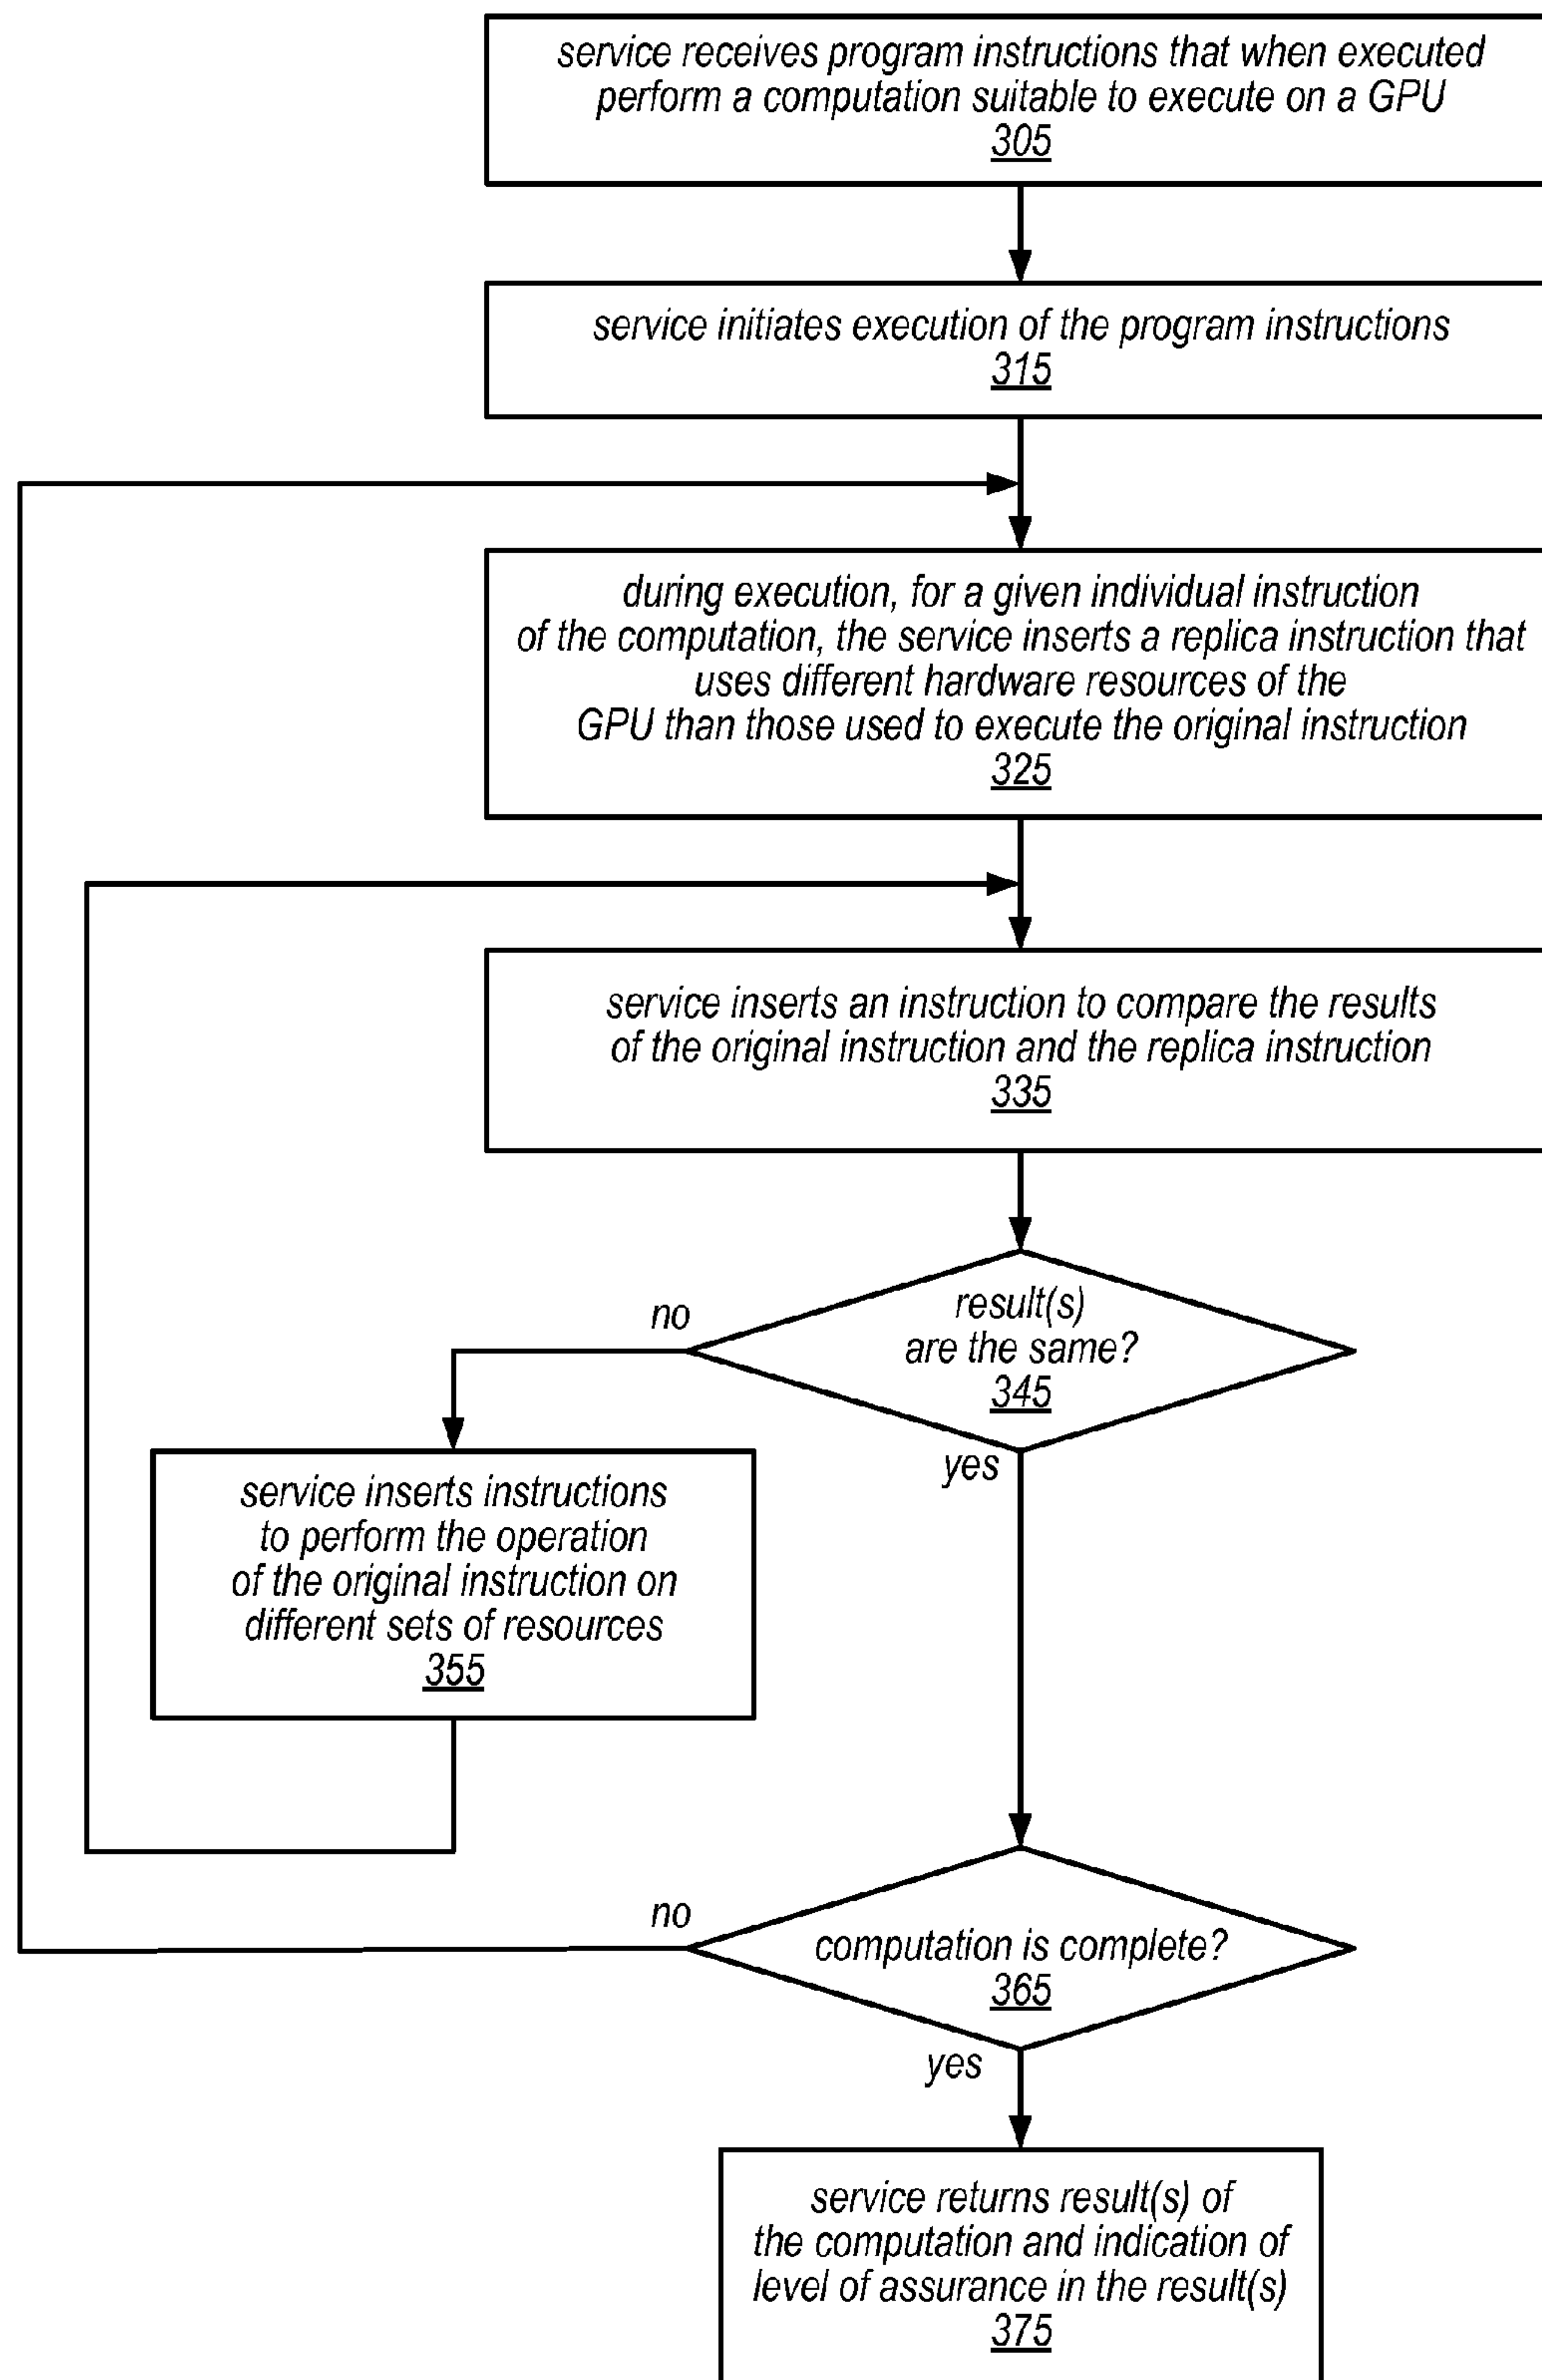 service receives program instructions that when executed
perform a computation suitable to execute on a GPU
305
service initiates execution of the program instructions
315
during execution, for a given individual instruction
of the computation, the service inserts a replica instruction that
uses different hardware resources of the
GPU than those used to execute the original instruction
325
service inserts an instruction to compare the results
of the original instruction and the replica instruction
335
result(s)
are the same?
345
no
yes
service inserts instructions
to perform the operation
of the original instruction on
different sets of resources
355
no
computation is complete?
365
yes
service returns result(s) of
the computation and indication of
level of assurance in the result(s)
375